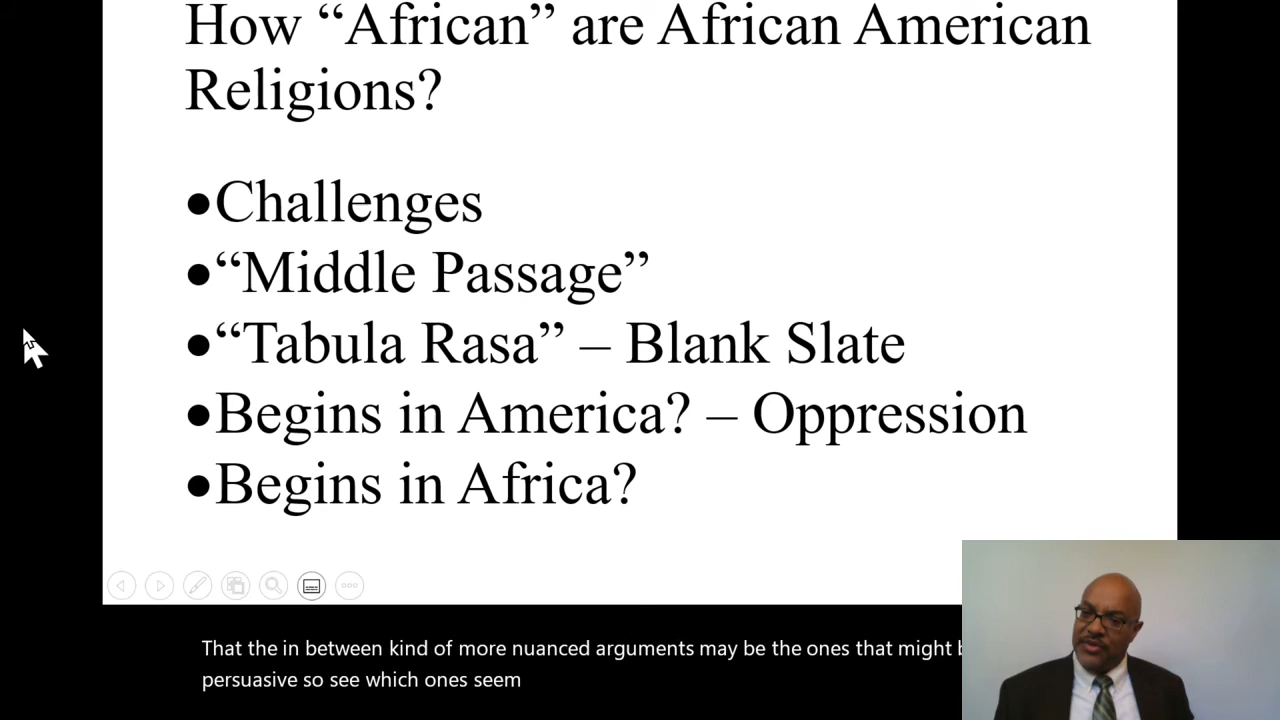 How “African” are African American
Religions?
•Challenges
•“Middle Passage”
•“Tabula Rasa” – Blank Slate
•Begins in America? – Oppression
•Begins in Africa?
That the in between kind of more nuanced arguments may be the ones that might
persuasive so see which ones seem